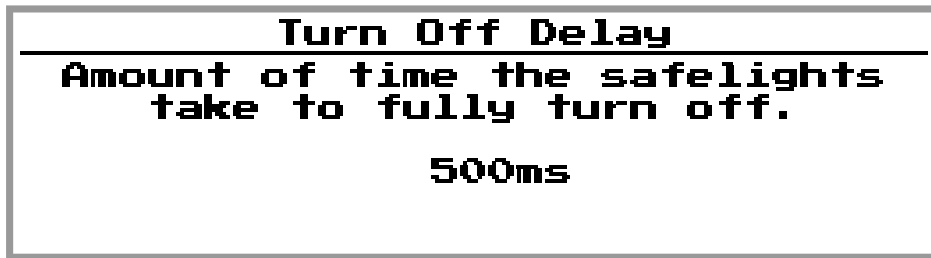 Turn Off Delay
Amount of time the safelights
take to fully turn off.
500ms